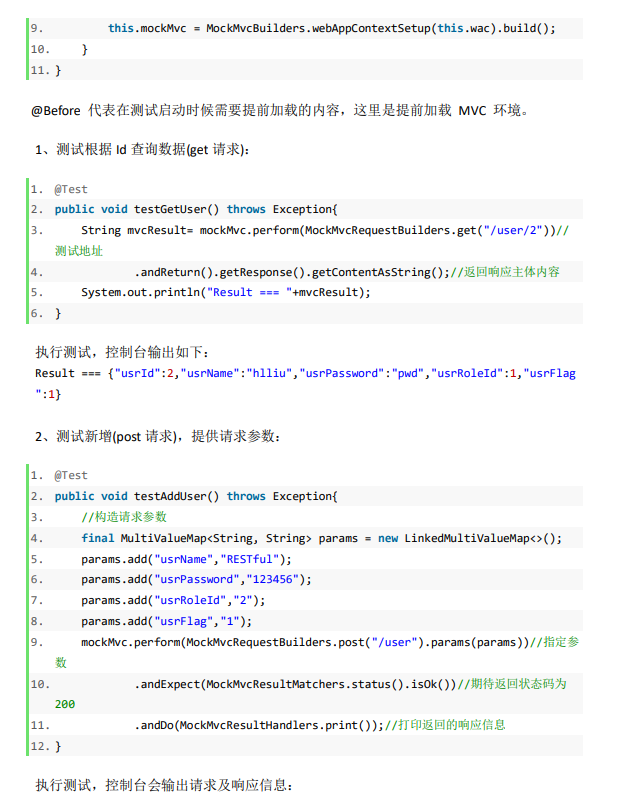 9.         this.mockMvc = MockMvcBuilders.webAppContextSetup(this.wac).build();
10.     }
11. }
@Before 代表在测试启动时候需要提前加载的内容，这里是提前加载 MVC 环境。
1、测试根据 Id 查询数据(get 请求)：
1. @Test
2. public void testGetUser() throws Exception{
3.     String mvcResult= mockMvc.perform(MockMvcRequestBuilders.get("/user/2"))//
测试地址
4.             .andReturn().getResponse().getContentAsString();//返回响应主体内容
5.     System.out.println("Result === "+mvcResult);
6. }
执行测试，控制台输出如下：
Result === {"usrId":2,"usrName":"hlliu","usrPassword":"pwd","usrRoleId":1,"usrFlag
":1}
2、测试新增(post 请求)，提供请求参数：
1. @Test
2. public void testAddUser() throws Exception{
3.     //构造请求参数
4.     final MultiValueMap<String, String> params = new LinkedMultiValueMap<>();
5.     params.add("usrName","RESTful");
6.     params.add("usrPassword","123456");
7.     params.add("usrRoleId","2");
8.     params.add("usrFlag","1");
9.     mockMvc.perform(MockMvcRequestBuilders.post("/user").params(params))//指定参
数
10.             .andExpect(MockMvcResultMatchers.status().isOk())//期待返回状态码为
200
11.             .andDo(MockMvcResultHandlers.print());//打印返回的响应信息
12. }
执行测试，控制台会输出请求及响应信息：